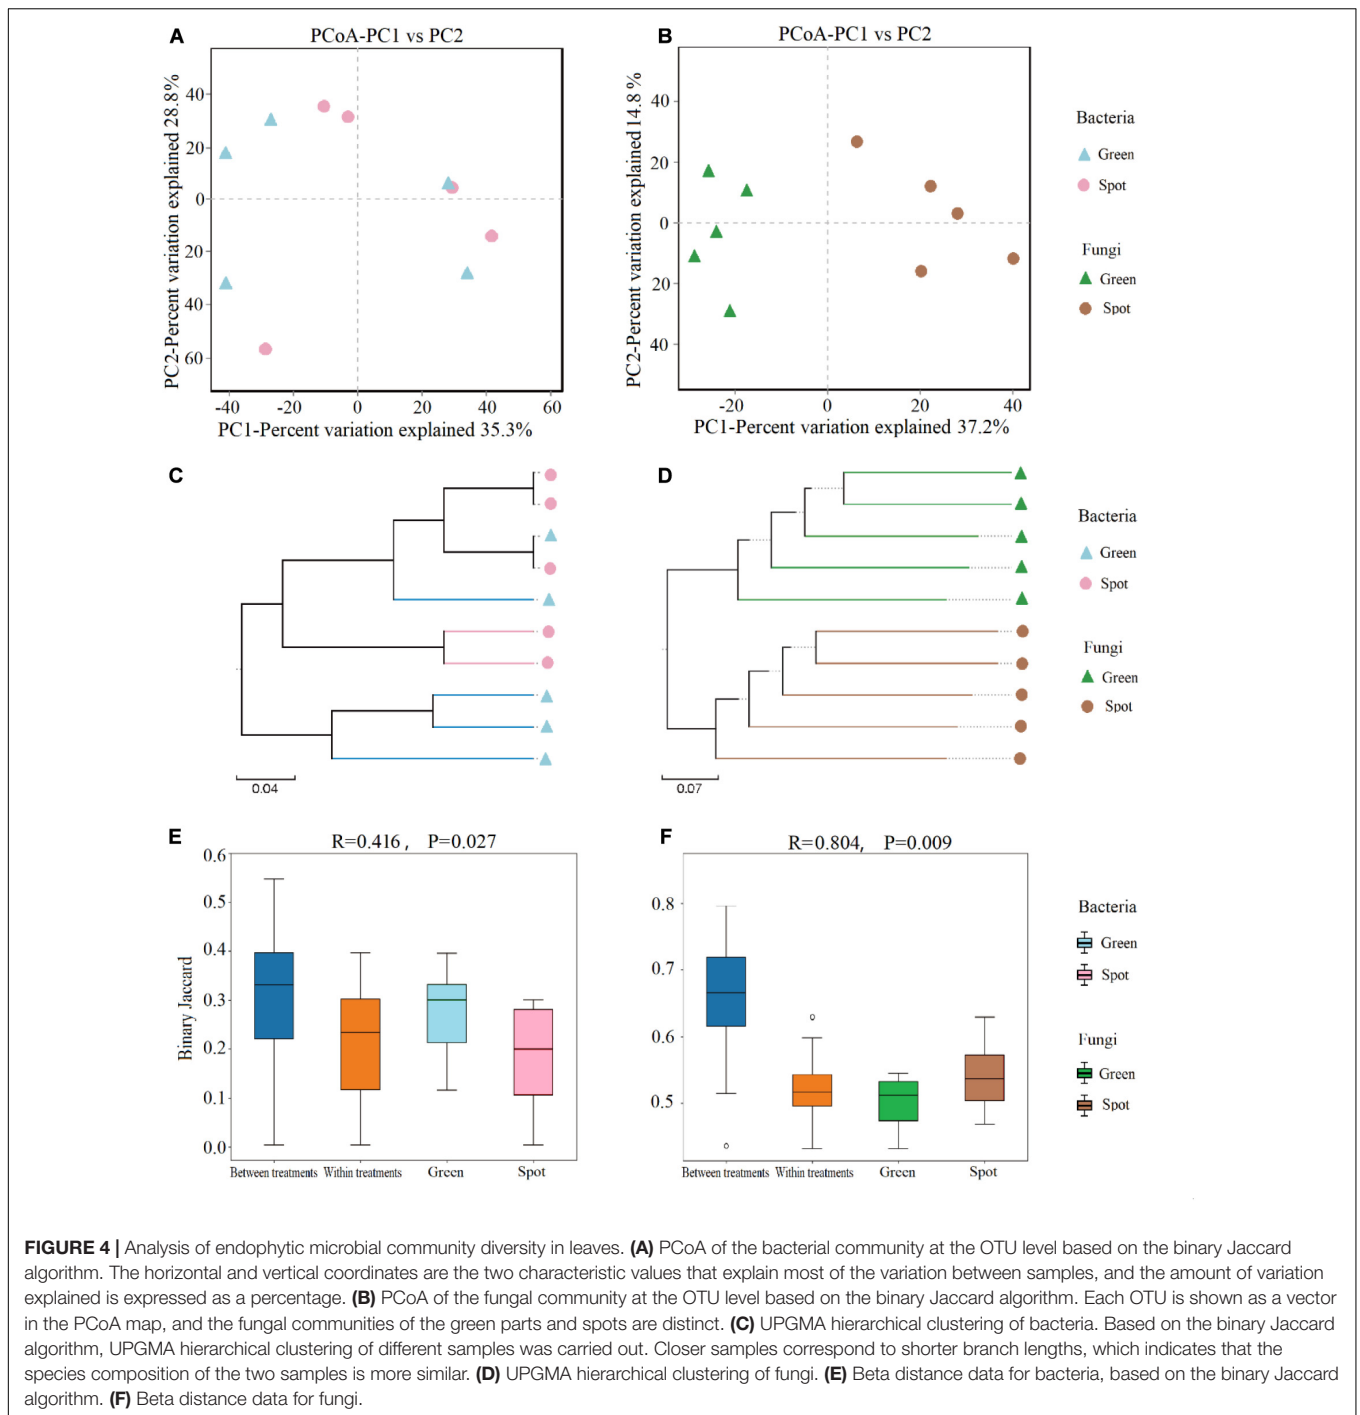 A
PCoA-PC1 vs PC2
PC2-Percent variation explained 28.8%
40
20
0
20
40
60
-40 -20 0 20 40 60
PC1-Percent variation explained 35.3%
B
PCoA-PC1 vs PC2
PC2-Percent variation explained 14.8 %
40
20
0
20
40
-20 0 20 40
PC1-Percent variation explained 37.2%
Bacteria
Green
Spot
Fungi
Green
Spot
C
0.04
D
0.07
Bacteria
Green
Spot
Fungi
Green
Spot
E
R=0.416, P=0.027
Binary Jaccard
0.6
0.5
0.4
0.3
0.2
0.1
0.0
Between treatments Within treatments Green Spot
F
R=0.804, P=0.009
0.8
0.7
0.6
0.5
Between treatments Within treatments Green Spot
Bacteria
Green
Spot
Fungi
Green
Spot
FIGURE 4 | Analysis of endophytic microbial community diversity in leaves. (A) PCoA of the bacterial community at the OTU level based on the binary Jaccard
algorithm. The horizontal and vertical coordinates are the two characteristic values that explain most of the variation between samples, and the amount of variation
explained is expressed as a percentage. (B) PCoA of the fungal community at the OTU level based on the binary Jaccard algorithm. Each OTU is shown as a vector
in the PCoA map, and the fungal communities of the green parts and spots are distinct. (C) UPGMA hierarchical clustering of bacteria. Based on the binary Jaccard
algorithm, UPGMA hierarchical clustering of different samples was carried out. Closer samples correspond to shorter branch lengths, which indicates that the
species composition of the two samples is more similar. (D) UPGMA hierarchical clustering of fungi. (E) Beta distance data for bacteria, based on the binary Jaccard
algorithm. (F) Beta distance data for fungi.